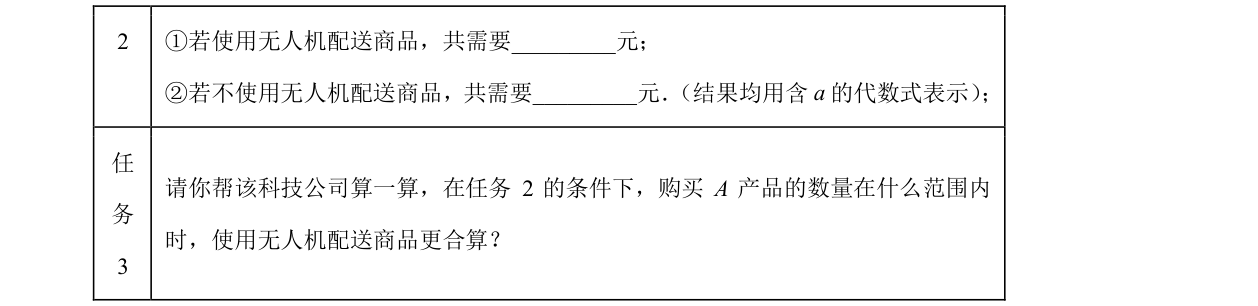 2
①若使用无人机配送商品，共需要_________元；
②若不使用无人机配送商品，共需要_________元．（结果均用含 a 的代数式表示）；
任
务
3
请你帮该科技公司算一算，在任务 2 的条件下，购买 A 产品的数量在什么范围内
时，使用无人机配送商品更合算？